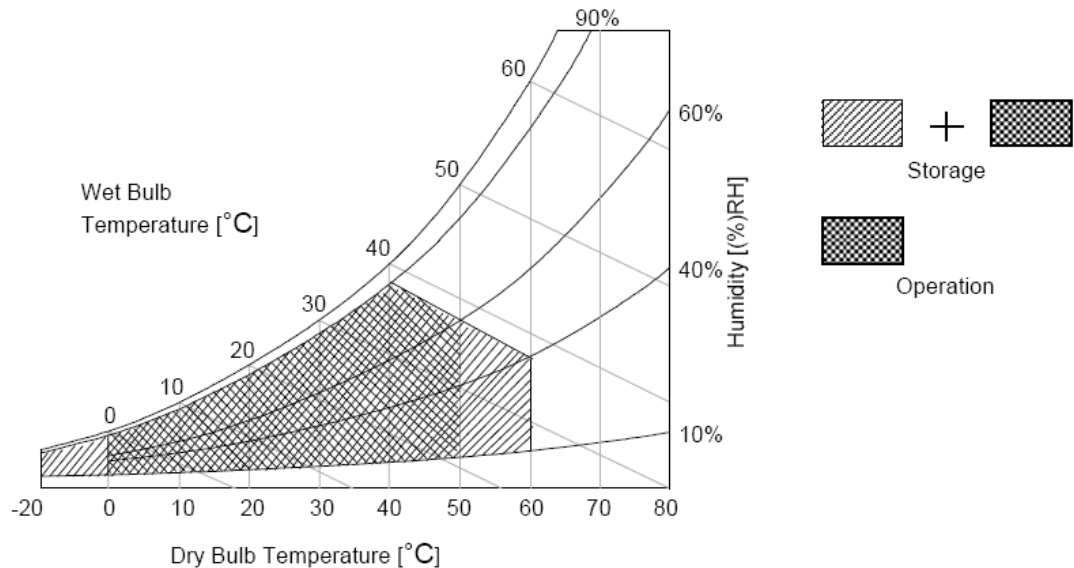 90%
60
60%
50
Wet Bulb
Temperature [°C]
40
40%
30
20
10
0
10%
Humidity [(%)RH]
-20 0 10 20 30 40 50 60 70 80
Dry Bulb Temperature [°C]
+
Storage
Operation